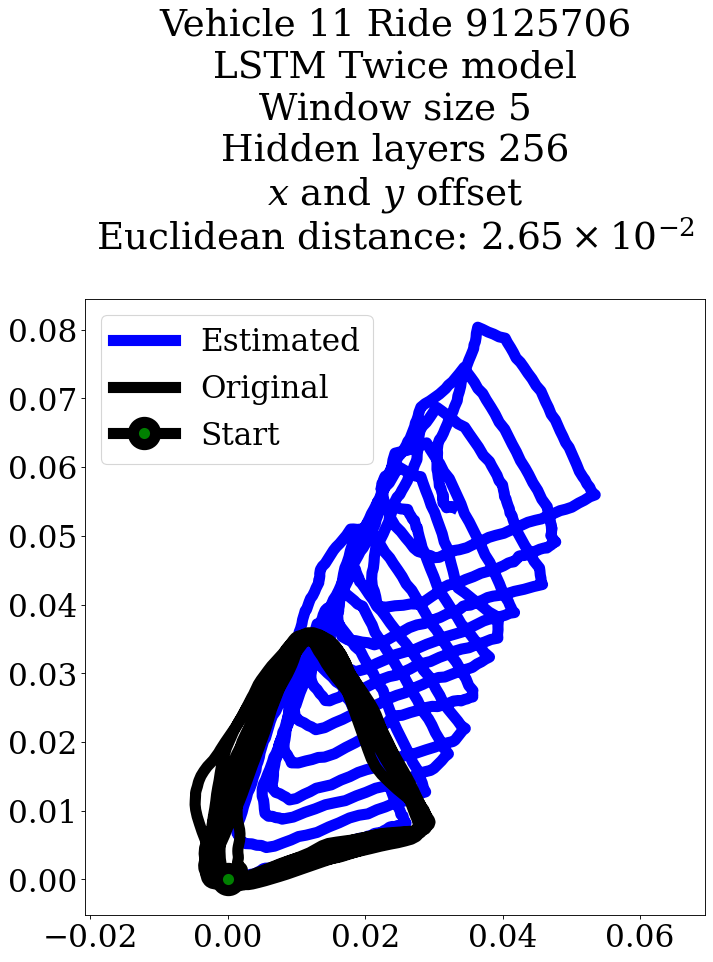 Vehicle 11 Ride 9125706
LSTM Twice model
Window size 5
Hidden layers 256
x and y offset
Euclidean distance: 2.65 × 10⁻²
Estimated
Original
Start
0.08
0.07
0.06
0.05
0.04
0.03
0.02
0.01
0.00
−0.02 0.00 0.02 0.04 0.06